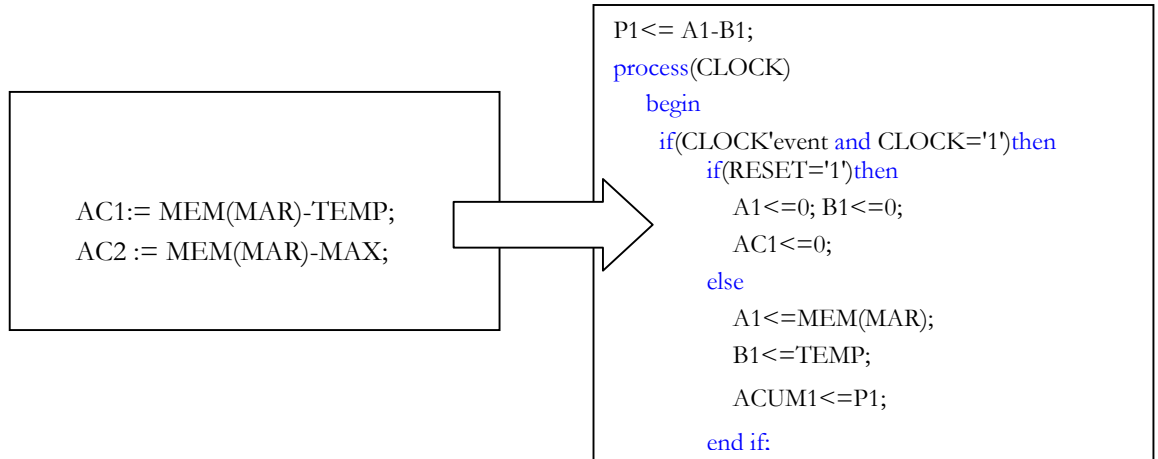 AC1:= MEM(MAR)-TEMP;
AC2 := MEM(MAR)-MAX;
P1<= A1-B1;
process(CLOCK)
begin
if(CLOCK'event and CLOCK='1')then
if(RESET='1')then
A1<=0; B1<=0;
AC1<=0;
else
A1<=MEM(MAR);
B1<=TEMP;
ACUM1<=P1;
end if: